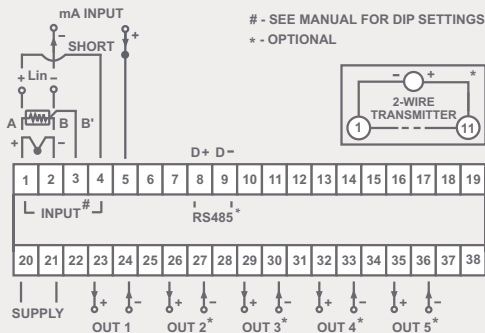 mA INPUT
# - SEE MANUAL FOR DIP SETTINGS
* - OPTIONAL
- SHORT +
+ Lin -
A B B'
+ -
- + *
2-WIRE
TRANSMITTER
1 11
D+ D-
1 2 3 4 5 6 7 8 9 10 11 12 13 14 15 16 17 18 19
INPUT # RS485 *
20 21 22 23 24 25 26 27 28 29 30 31 32 33 34 35 36 37 38
+ - + - + - + - + -
SUPPLY OUT 1 OUT 2* OUT 3* OUT 4* OUT 5*